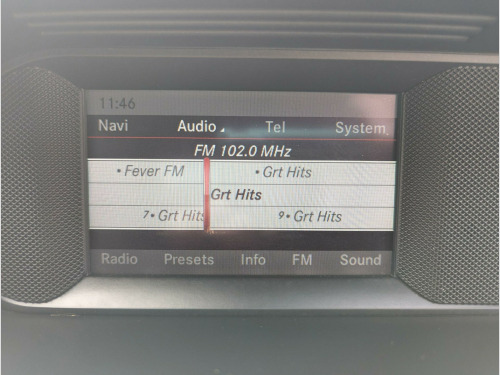 11:46
Navi Audio Tel System
FM 102.0 MHz
• Fever FM • Grt Hits
Grt Hits
7• Grt Hits 9• Grt Hits
Radio Presets Info FM Sound